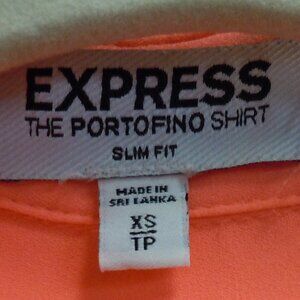 EXPRESS
THE PORTOFINO SHIRT
SLIM FIT
MADE IN
SRI LANKA
XS
TP